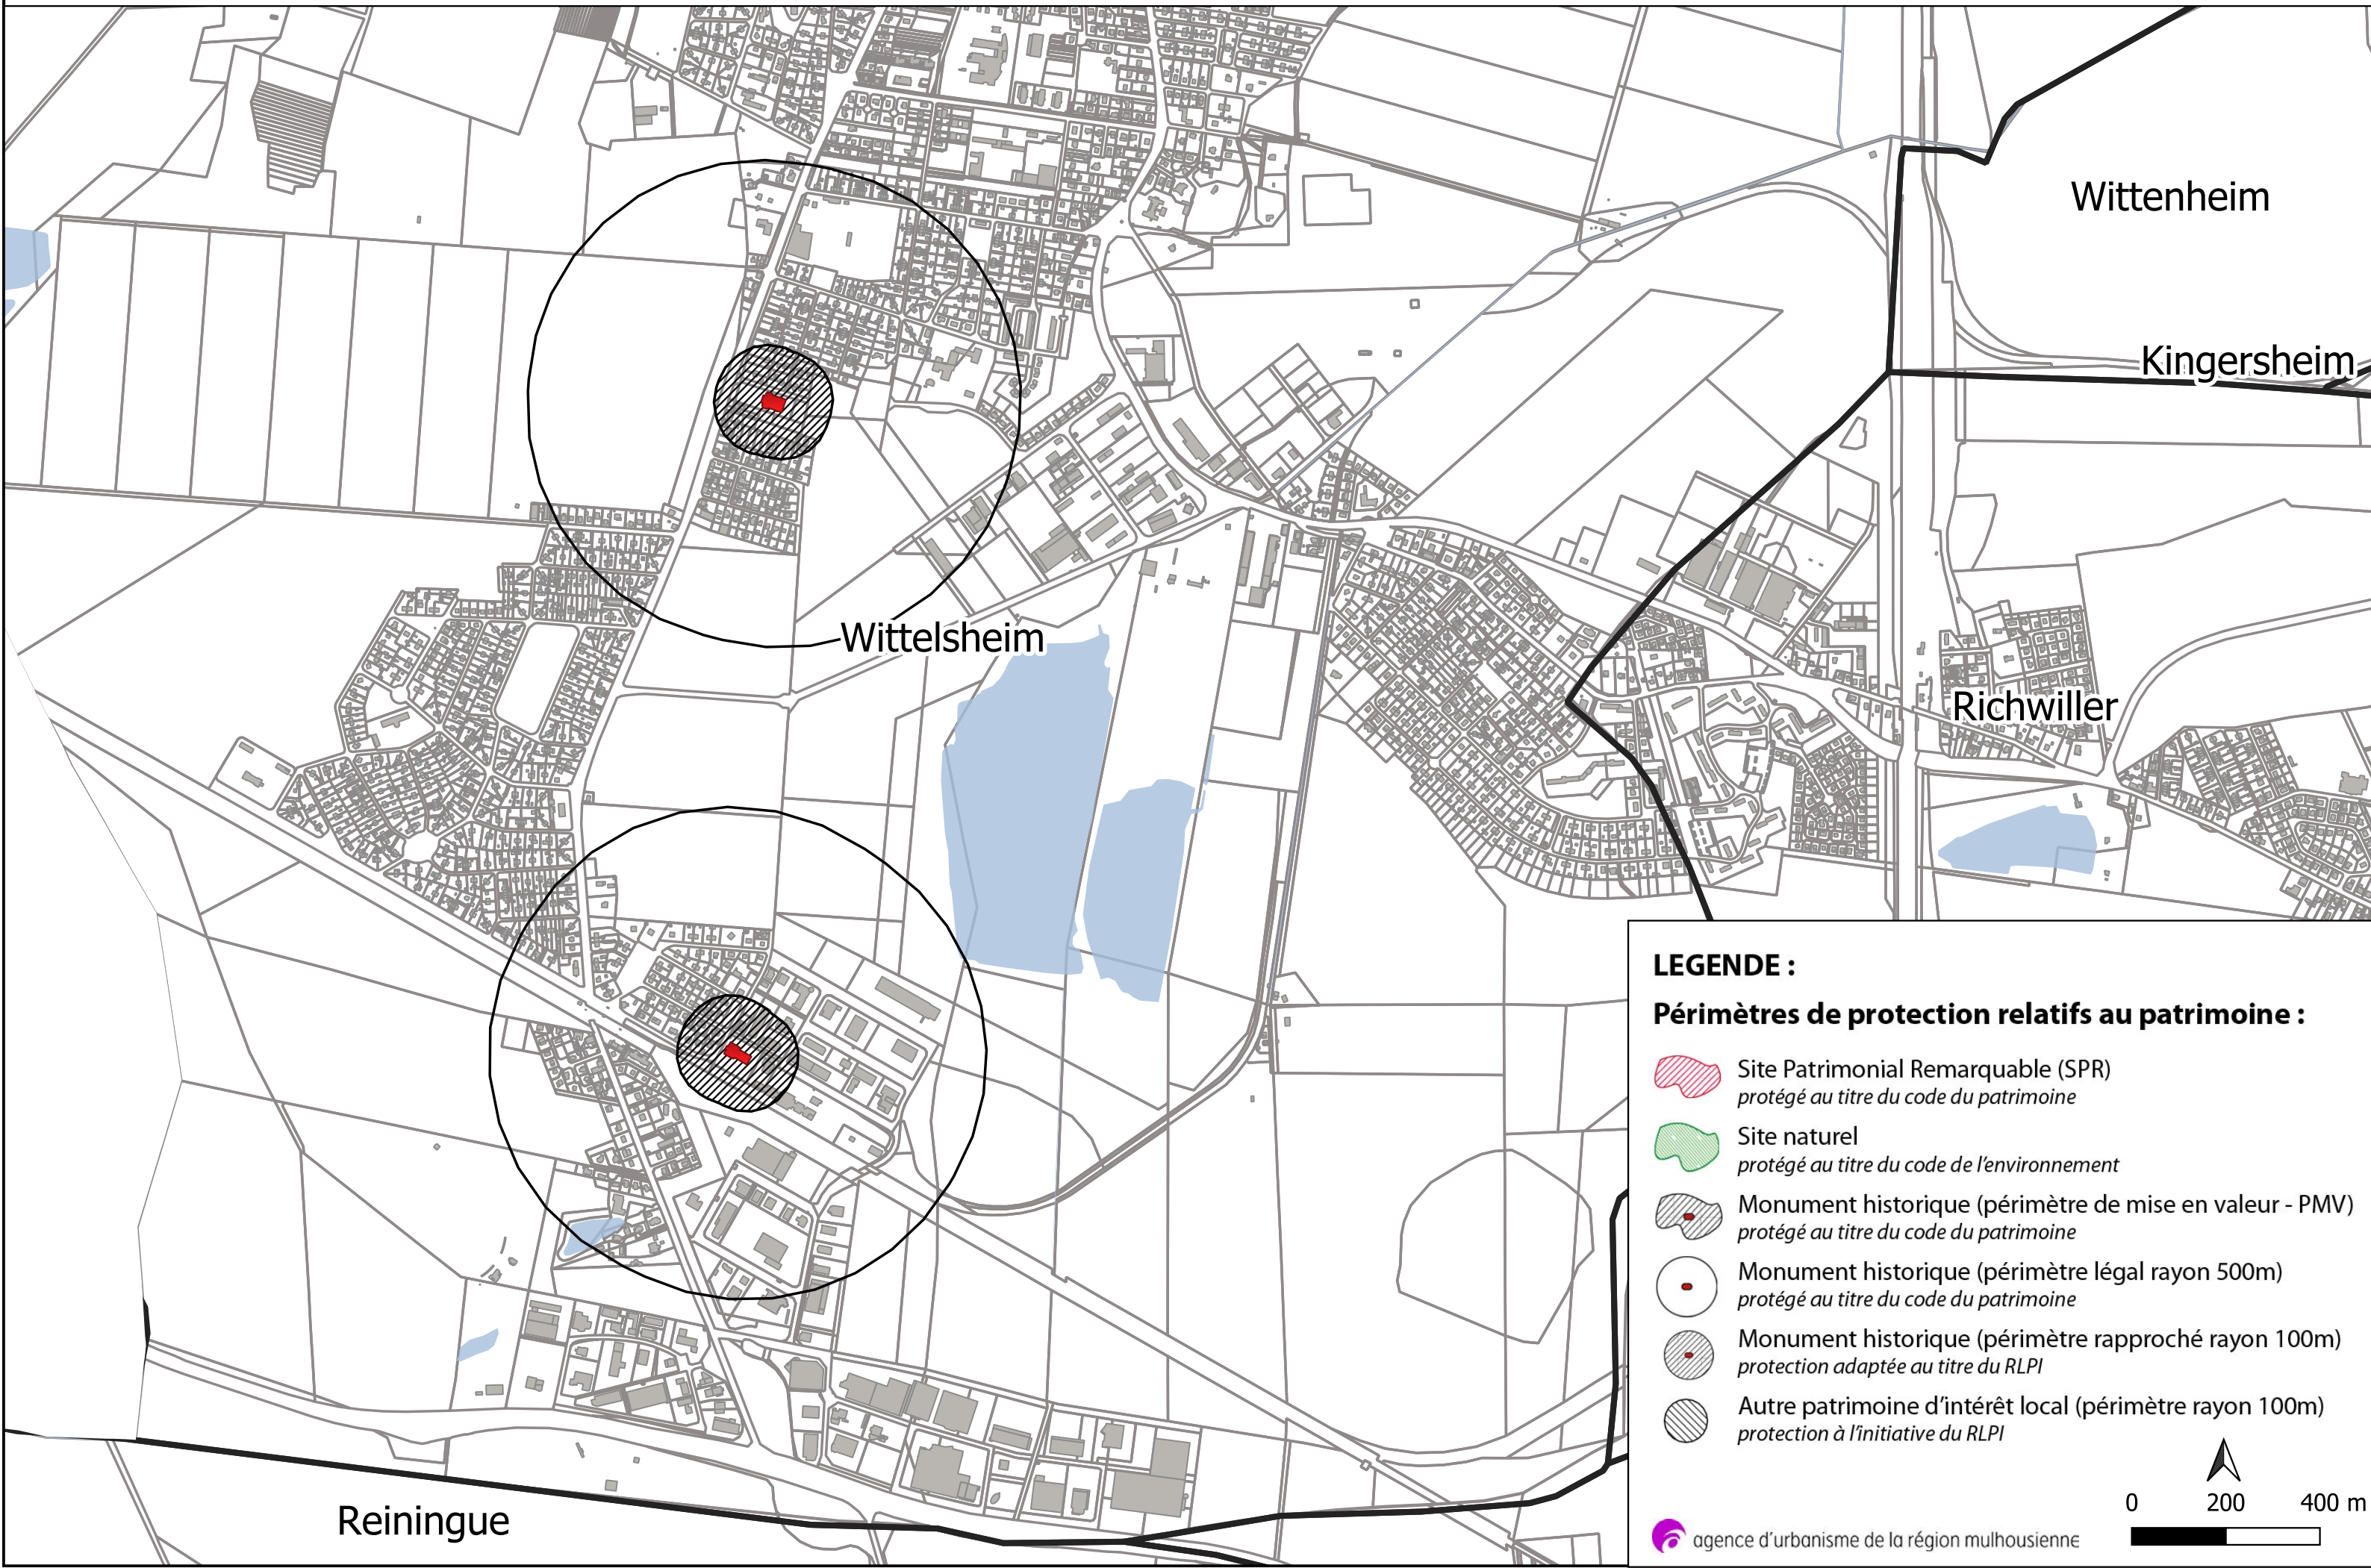 Wittenheim
Kingersheim
Wittelsheim
Richwiller
Reiningue
LEGENDE :
Périmètres de protection relatifs au patrimoine :
Site Patrimonial Remarquable (SPR)
protégé au titre du code du patrimoine
Site naturel
protégé au titre du code de l'environnement
Monument historique (périmètre de mise en valeur - PMV)
protégé au titre du code du patrimoine
Monument historique (périmètre légal rayon 500m)
protégé au titre du code du patrimoine
Monument historique (périmètre rapproché rayon 100m)
protection adaptée au titre du RLPI
Autre patrimoine d'intérêt local (périmètre rayon 100m)
protection à l'initiative du RLPI
0 200 400 m
agence d'urbanisme de la région mulhousienne